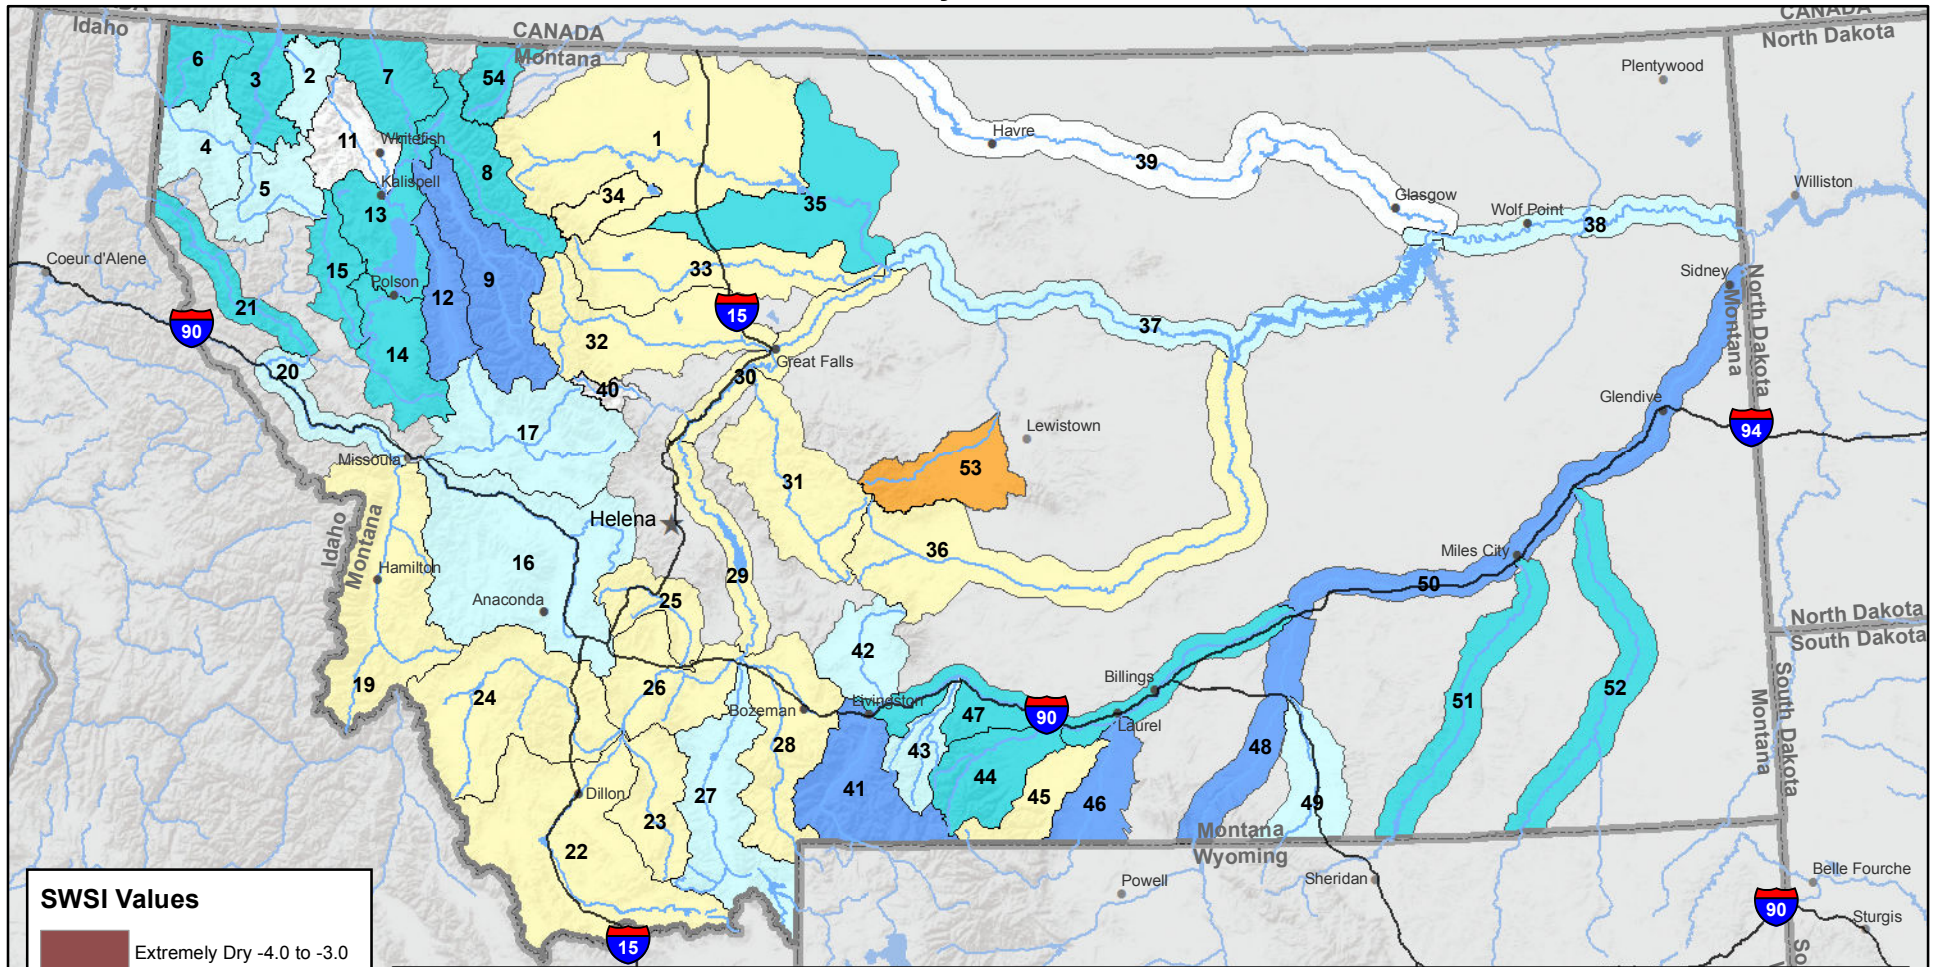 CANADA
Idaho
CANADA
Montana
CANADA
North Dakota
6
3
2
7
54
Plentywood
1
Whitefish
11
Havre
4
39
5
8
Kalispell
34
Williston
Glasgow
13
35
Wolf Point
38
Coeur d'Alene
15
33
Sidney
Polson
9
12
21
15
90
37
North Dakota
Montana
32
14
Great Falls
20
30
40
Glendive
17
Lewistown
94
Missoula
53
31
Idaho
Montana
Helena
36
Miles City
16
Hamilton
29
50
25
Anaconda
North Dakota
South Dakota
42
19
26
Billings
52
24
Livingston
51
Bozeman
47
90
Laurel
South Dakota
Montana
28
43
48
44
Dillon
27
41
45
46
49
23
Montana
22
Wyoming
Powell
Sheridan
Belle Fourche
SWSI Values
90
Sturgis
15
Extremely Dry -4.0 to -3.0
So